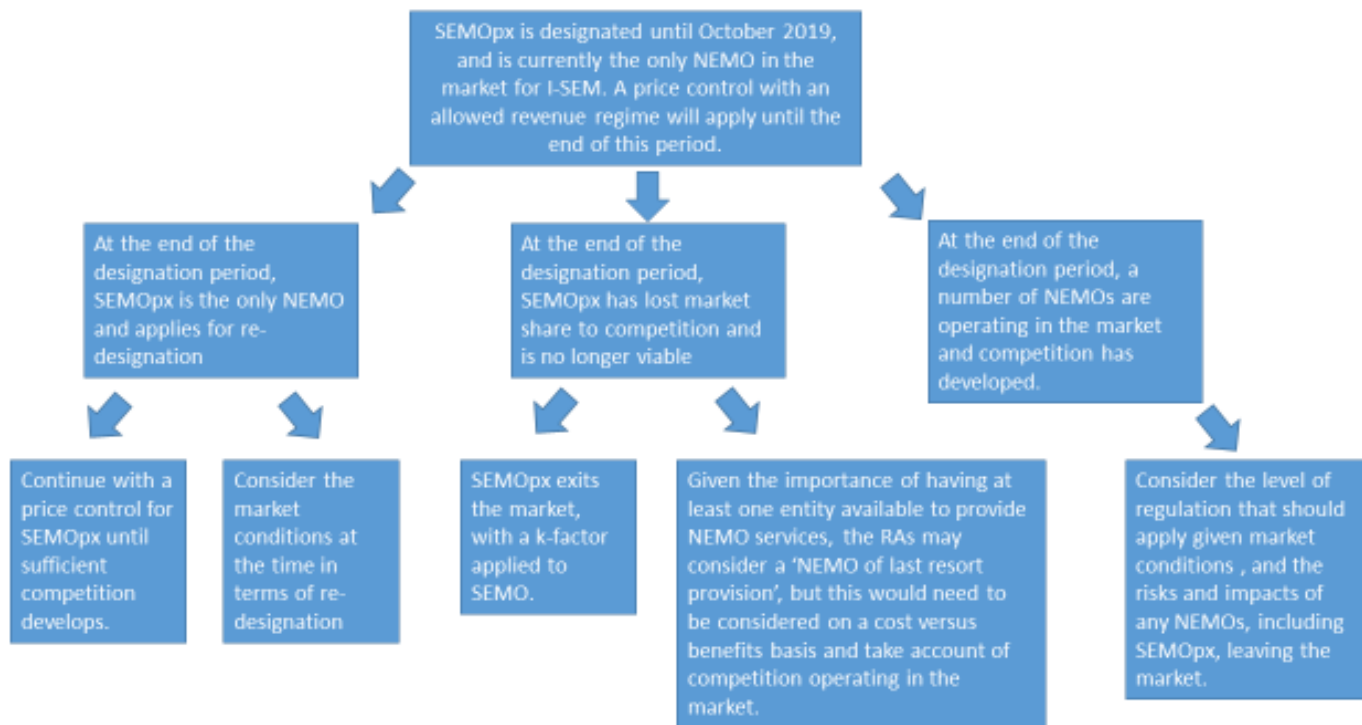 SEMOpx is designated until October 2019,
and is currently the only NEMO in the
market for I-SEM. A price control with an
allowed revenue regime will apply until the
end of this period.
At the end of the
designation period,
SEMOpx is the only NEMO
and applies for re-
designation
At the end of the
designation period,
SEMOpx has lost market
share to competition and
is no longer viable
At the end of the
designation period, a
number of NEMOs are
operating in the market
and competition has
developed.
Continue with a
price control for
SEMOpx until
sufficient
competition
develops.
Consider the
market
conditions at
the time in
terms of re-
designation
SEMOpx exits
the market,
with a k-factor
applied to
SEMO.
Given the importance of having at
least one entity available to provide
NEMO services, the RAs may
consider a ‘NEMO of last resort
provision’, but this would need to
be considered on a cost versus
benefits basis and take account of
competition operating in the
market.
Consider the level of
regulation that should
apply given market
conditions , and the
risks and impacts of
any NEMOs, including
SEMOpx, leaving the
market.